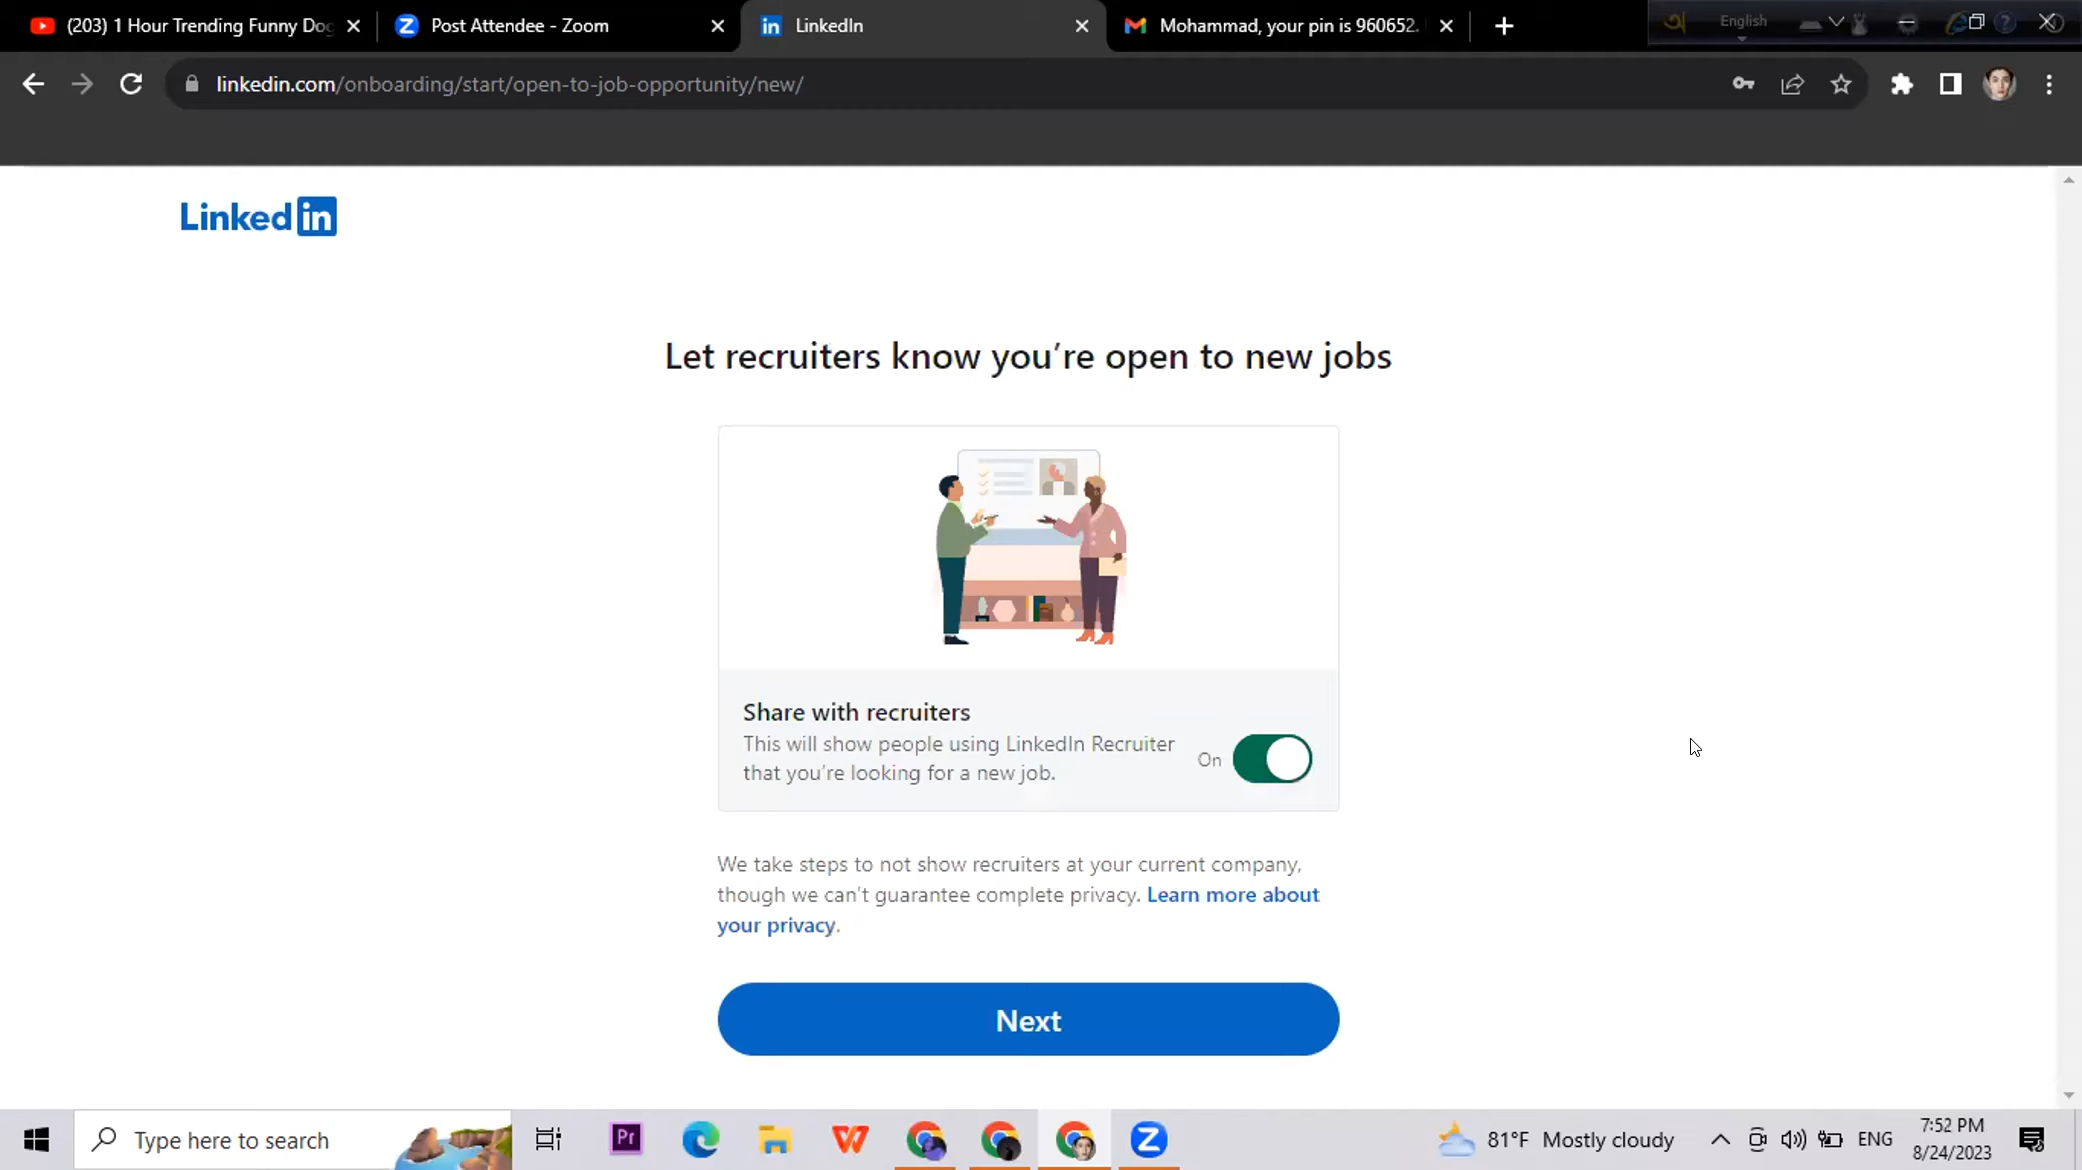 (203) 1 Hour Trending Funny Dog
Post Attendee - Zoom
LinkedIn
Mohammad, your pin is 960652.
English
linkedin.com/onboarding/start/open-to-job-opportunity/new/
Linked in
Let recruiters know you’re open to new jobs
Share with recruiters
This will show people using LinkedIn Recruiter
that you’re looking for a new job.
On
We take steps to not show recruiters at your current company,
though we can’t guarantee complete privacy. Learn more about
your privacy.
Next
Type here to search
Pr
81°F Mostly cloudy
ENG
7:52 PM
8/24/2023